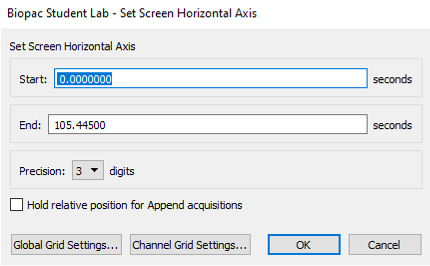 Biopac Student Lab - Set Screen Horizontal Axis
Set Screen Horizontal Axis
Start: 0.0000000 seconds
End: 105.44500 seconds
Precision: 3 digits
Hold relative position for Append acquisitions
Global Grid Settings... Channel Grid Settings... OK Cancel